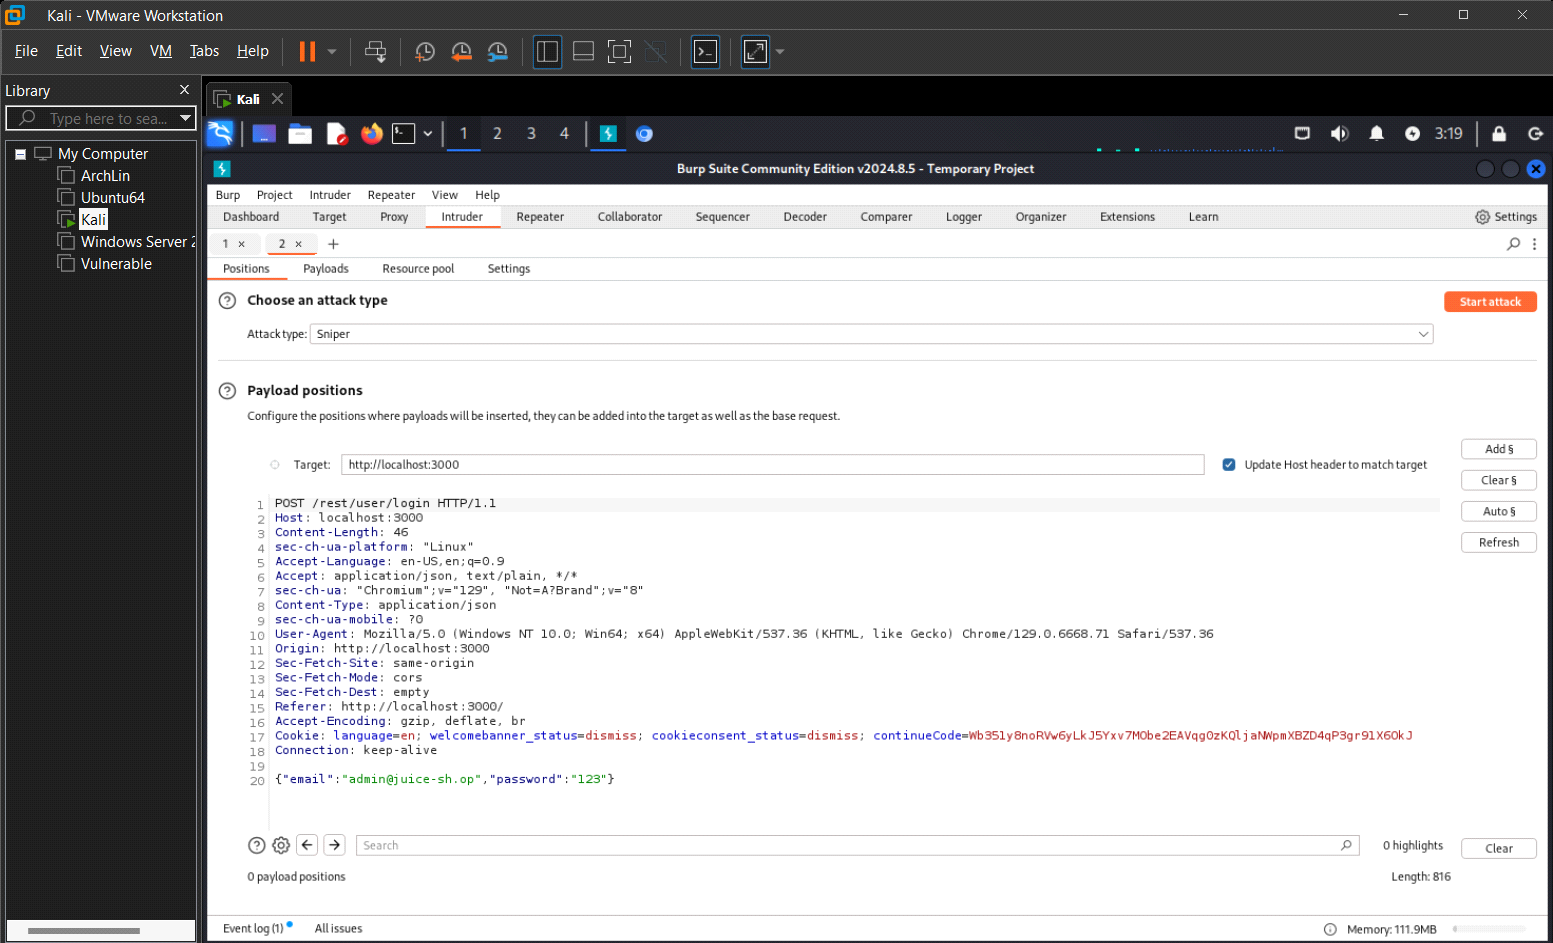 Kali - VMware Workstation
File Edit View VM Tabs Help
Library
Type here to sea...
My Computer
ArchLin
Ubuntu64
Kali
Windows Server 2
Vulnerable
Kali
1 2 3 4
3:19
Burp Suite Community Edition v2024.8.5 - Temporary Project
Burp Project Intruder Repeater View Help
Dashboard Target Proxy Intruder Repeater Collaborator Sequencer Decoder Comparer Logger Organizer Extensions Learn Settings
1 × 2 × +
Positions Payloads Resource pool Settings
Choose an attack type
Start attack
Attack type: Sniper
Payload positions
Configure the positions where payloads will be inserted, they can be added into the target as well as the base request.
Target: http://localhost:3000
Update Host header to match target
Add §
Clear §
Auto §
Refresh
1 POST /rest/user/login HTTP/1.1
2 Host: localhost:3000
3 Content-Length: 46
4 sec-ch-ua-platform: "Linux"
5 Accept-Language: en-US,en;q=0.9
6 Accept: application/json, text/plain, */*
7 sec-ch-ua: "Chromium";v="129", "Not=A?Brand";v="8"
8 Content-Type: application/json
9 sec-ch-ua-mobile: ?0
10 User-Agent: Mozilla/5.0 (Windows NT 10.0; Win64; x64) AppleWebKit/537.36 (KHTML, like Gecko) Chrome/129.0.6668.71 Safari/537.36
11 Origin: http://localhost:3000
12 Sec-Fetch-Site: same-origin
13 Sec-Fetch-Mode: cors
14 Sec-Fetch-Dest: empty
15 Referer: http://localhost:3000/
16 Accept-Encoding: gzip, deflate, br
17 Cookie: language=en; welcomebanner_status=dismiss; cookieconsent_status=dismiss; continueCode=
18 Connection: keep-alive
19
20 {"email":"admin@juice-sh.op","password":"123"}
Search
0 highlights
Clear
0 payload positions
Length: 816
Event log (1) All issues
Memory: 111.9MB